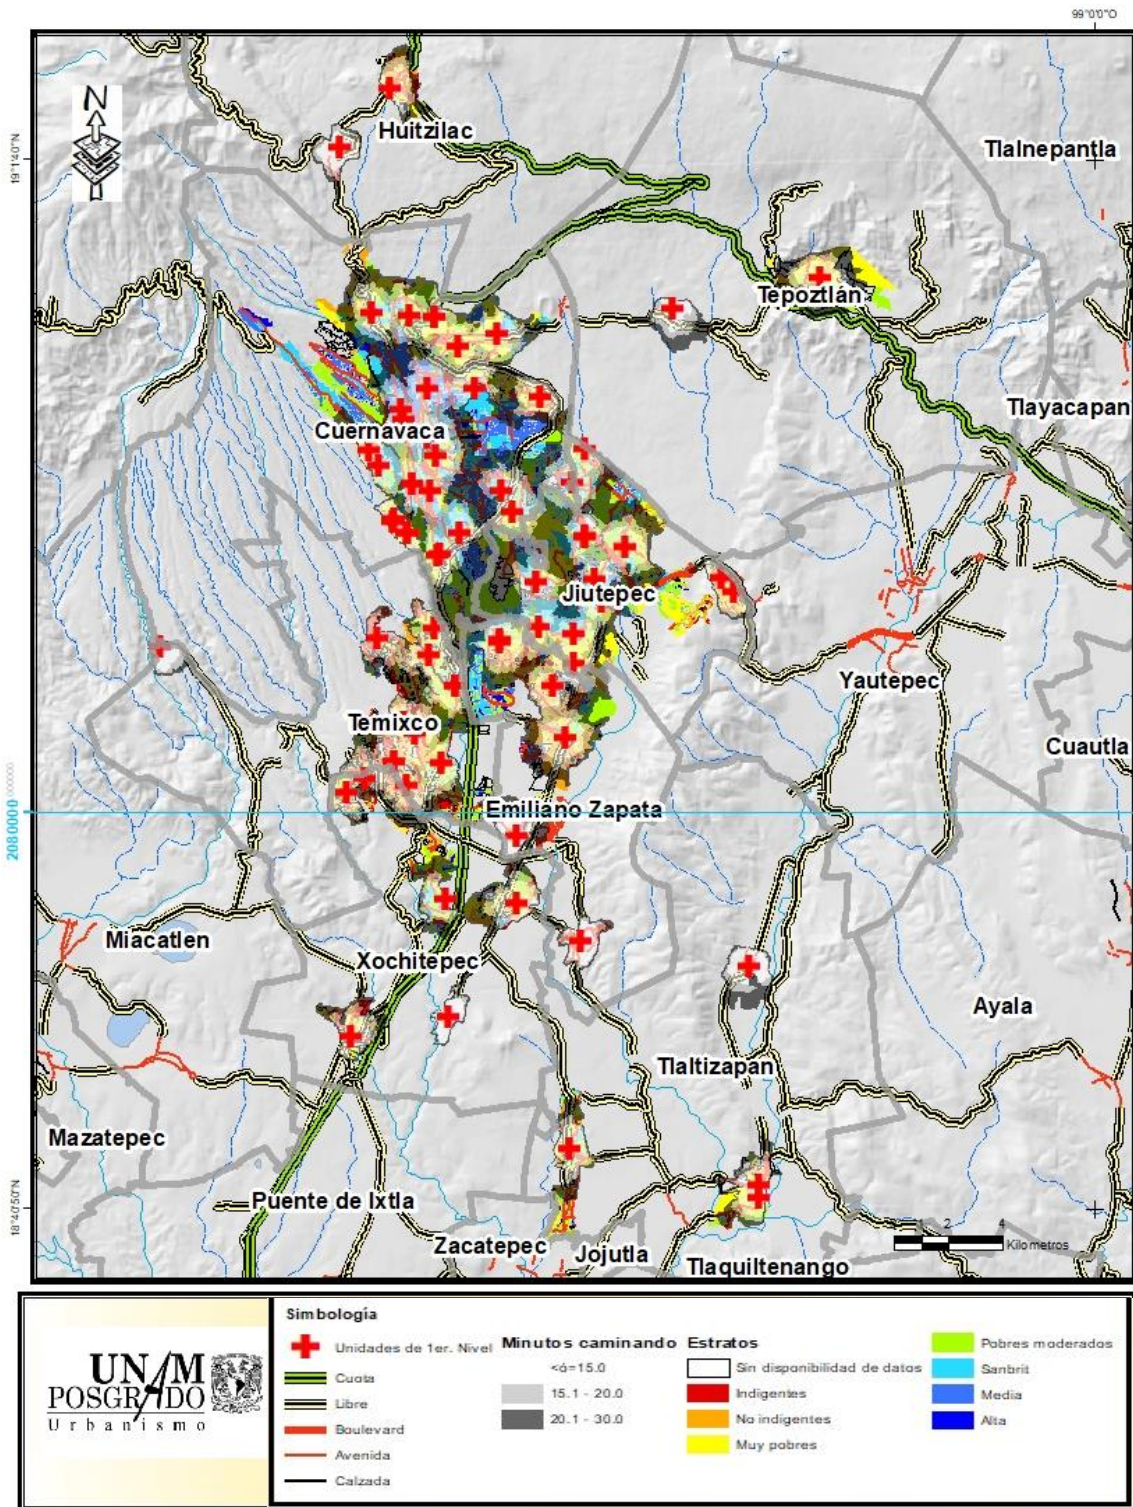 99°0'0"O
N
Huitzilac
Tlalnepantla
19°1'40"N
Tepoztlán
Tlayacapan
Cuernavaca
Jiutepec
Yautepec
Temixco
Cuautla
Emiliano Zapata
2080000
Miacatlen
Xochitepec
Ayala
Tlaltizapan
Mazatepec
Puente de Ixtla
18°40'50"N
2 4
Kilometros
Zacatepec
Jojutla
Tlaquiltenango
UNAM
POSGRADO
Urbanismo
Simbología
Unidades de 1er. Nivel
Cuota
Libre
Boulevard
Avenida
Calzada
Minutos caminando
<ó=15.0
15.1 - 20.0
20.1 - 30.0
Estratos
Sin disponibilidad de datos
Indigentes
No indigentes
Muy pobres
Pobres moderados
Sanbrit
Media
Alta